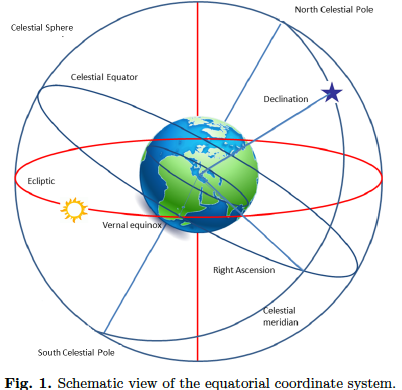 North Celestial Pole
Celestial Sphere
Celestial Equator
Declination
Ecliptic
Vernal equinox
Right Ascension
Celestial
meridian
South Celestial Pole
Fig. 1. Schematic view of the equatorial coordinate system.